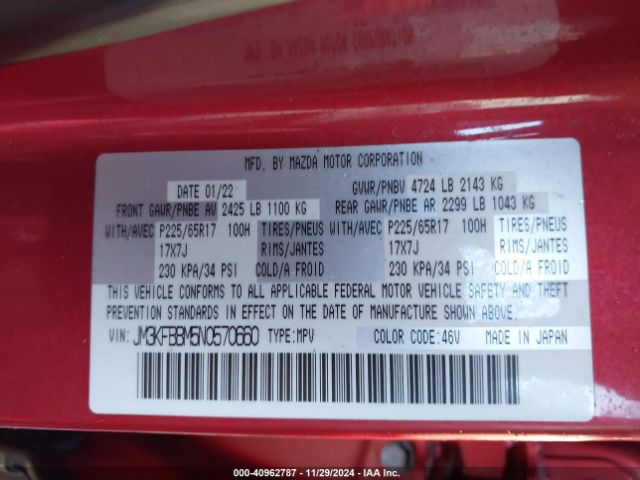 MFD. BY MAZDA MOTOR CORPORATION
DATE 01/22 GVWR/PNBV 4724 LB 2143 KG
FRONT GAWR/PNBE AV 2425 LB 1100 KG REAR GAWR/PNBE AR 2299 LB 1043 KG
WITH/AVEC P225/65R17 100H TIRES/PNEUS WITH/AVEC P225/65R17 100H TIRES/PNEUS
17X7J RIMS/JANTES 17X7J RIMS/JANTES
230 KPA/34 PSI COLD/A FROID 230 KPA/34 PSI COLD/A FROID
THIS VEHICLE CONFORMS TO ALL APPLICABLE FEDERAL MOTOR VEHICLE SAFETY AND THEFT
PREVENTION STANDARDS IN EFFECT ON THE DATE OF MANUFACTURE SHOWN ABOVE.
VIN: JM3KFBBM5N0570660 TYPE:MPV COLOR CODE:46V MADE IN JAPAN
000-40962787 - 11/29/2024 - IAA Inc.